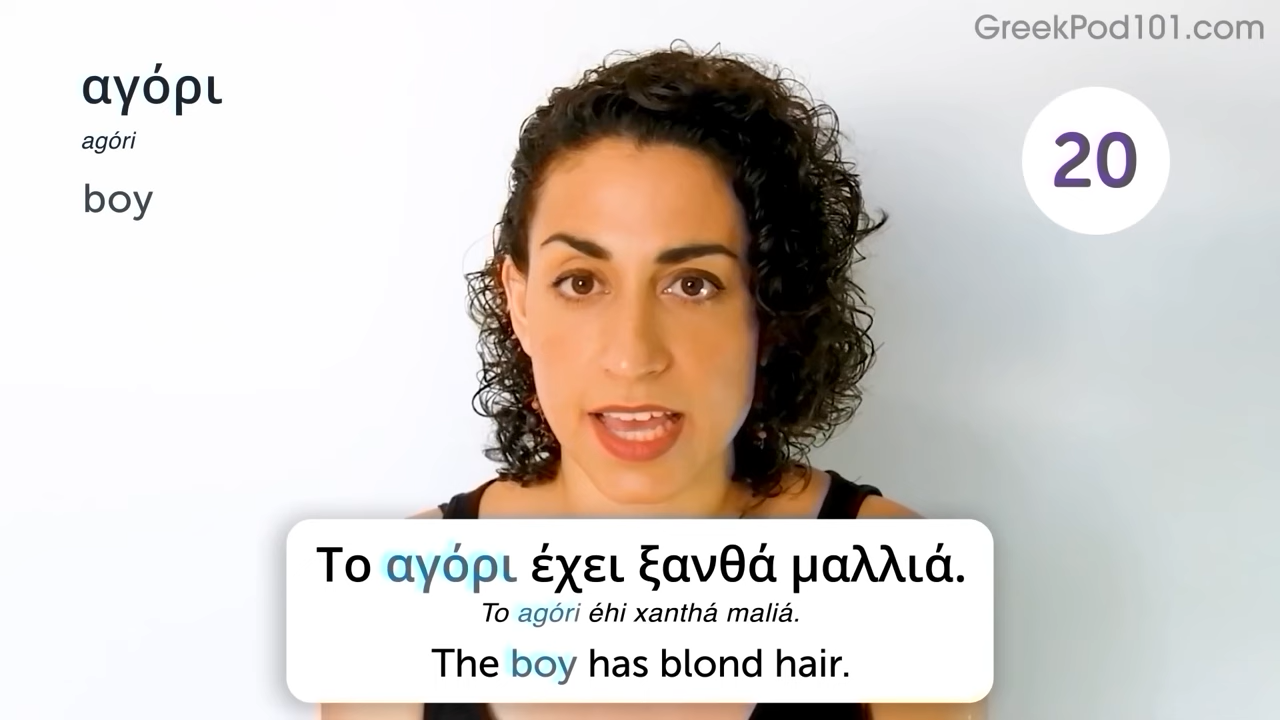 GreekPod101.com
αγόρι
agóri
boy
20
Το αγόρι έχει ξανθά μαλλιά.
To agóri éhi xanthá maliá.
The boy has blond hair.